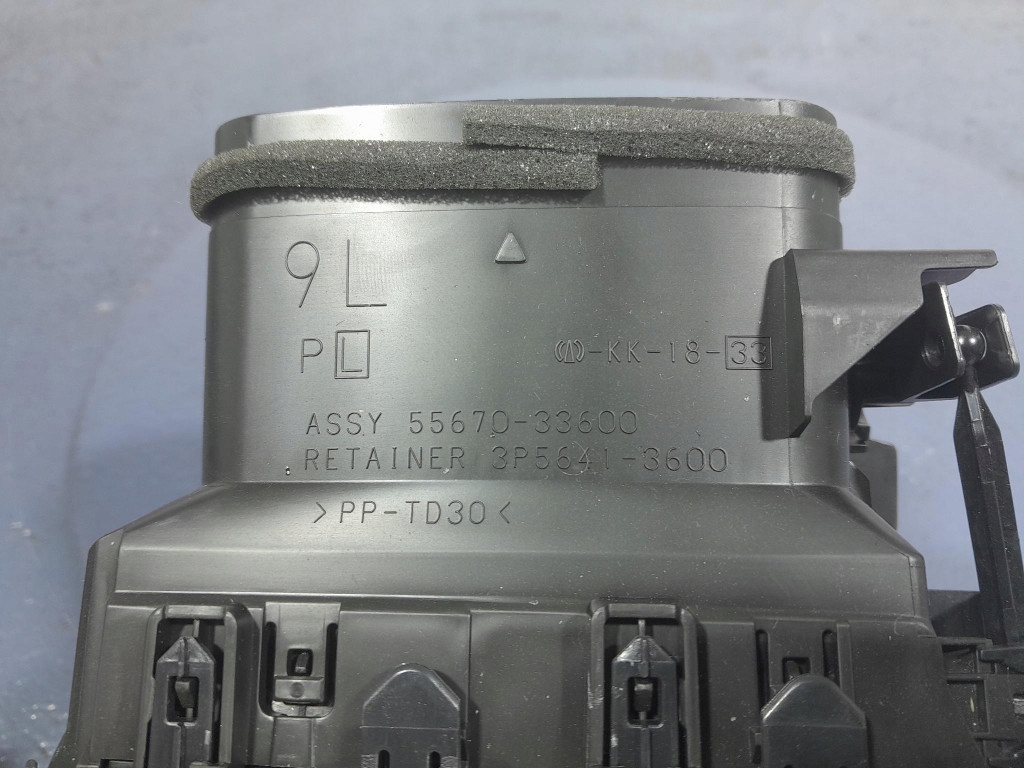 9L
PL
-KK-18-33
ASSY 55670-33600
RETAINER 3P5641-3600
>PP-TD30<